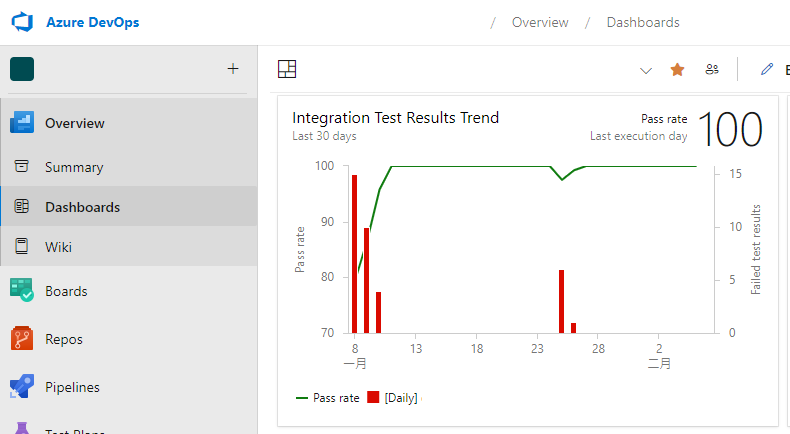 Azure DevOps
/ Overview / Dashboards
Overview
Summary
Dashboards
Wiki
Boards
Repos
Pipelines
Test Plans
Integration Test Results Trend
Last 30 days
Pass rate
Last execution day
100
100
90
80
70
Pass rate
15
10
5
0
Failed test results
8 13 18 23 28 2
一月 二月
Pass rate [Daily]